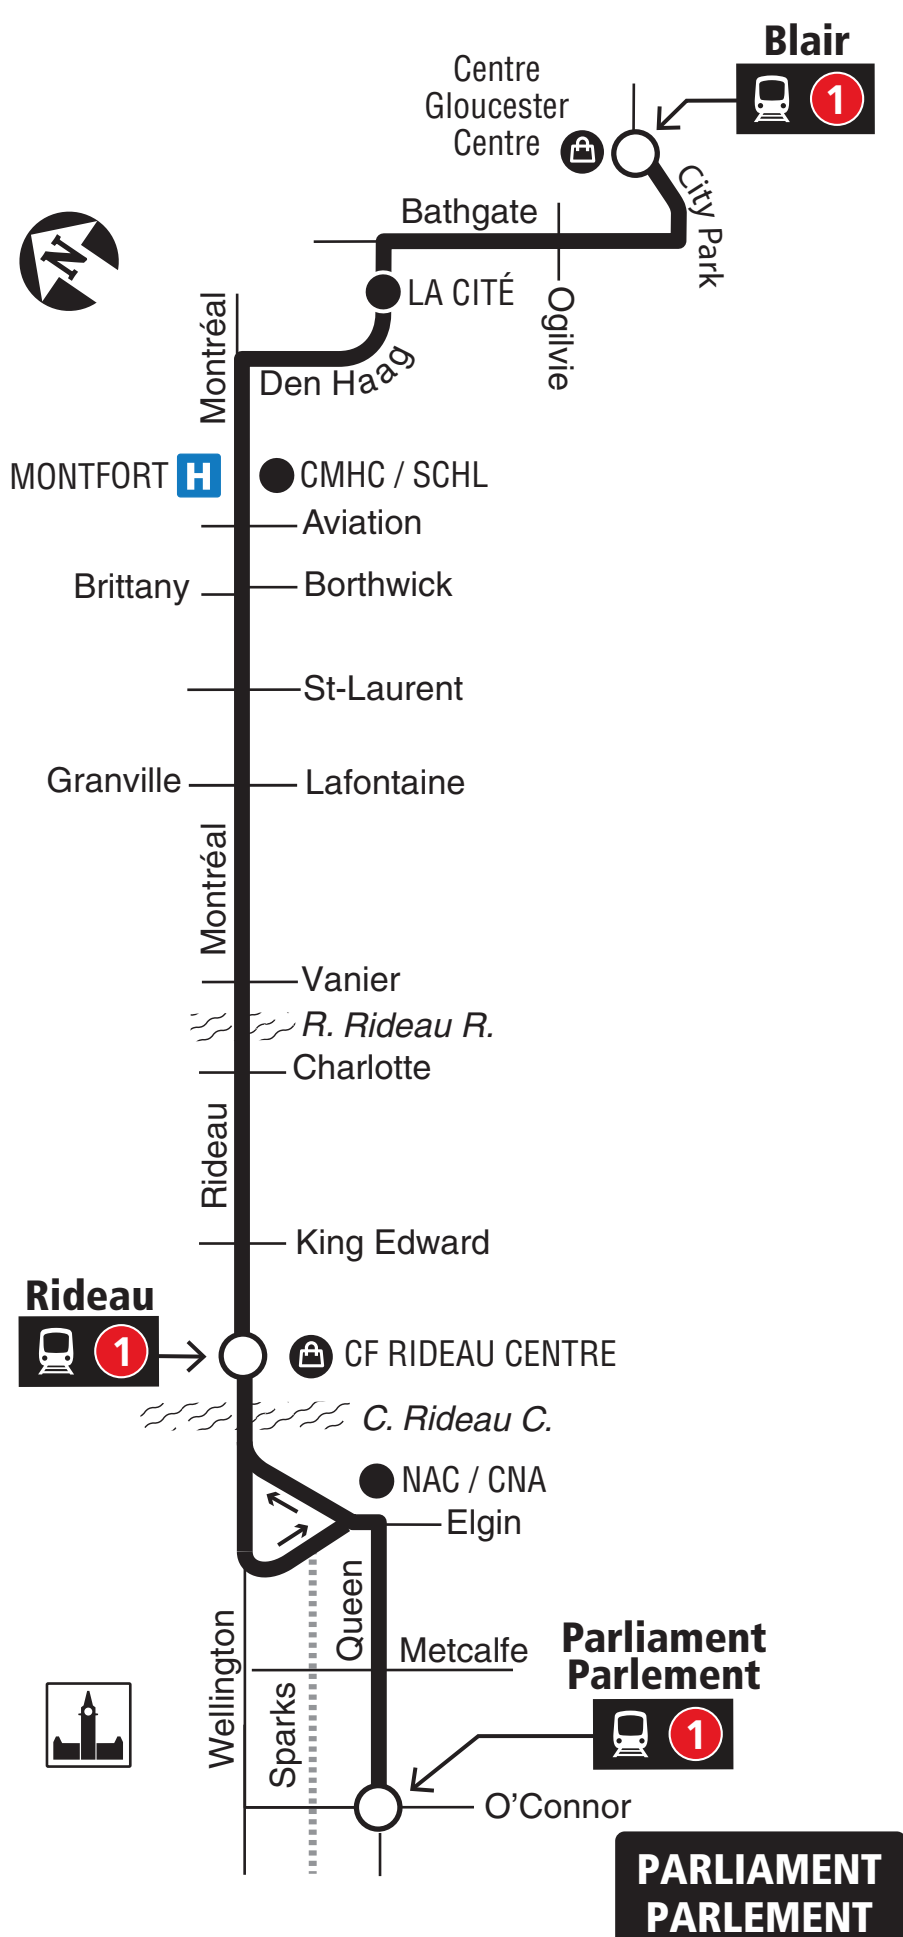 Blair
1
Centre
Gloucester
Centre
City Park
Bathgate
N
LA CITÉ
Ogilvie
Montréal
Den Haag
MONTFORT H
CMHC / SCHL
Aviation
Brittany
Borthwick
St-Laurent
Granville
Lafontaine
Montréal
Vanier
R. Rideau R.
Charlotte
Rideau
King Edward
Rideau
1
CF RIDEAU CENTRE
C. Rideau C.
NAC / CNA
Elgin
Queen
Wellington
Metcalfe
Sparks
Parliament
Parlement
1
O'Connor
PARLIAMENT
PARLEMENT